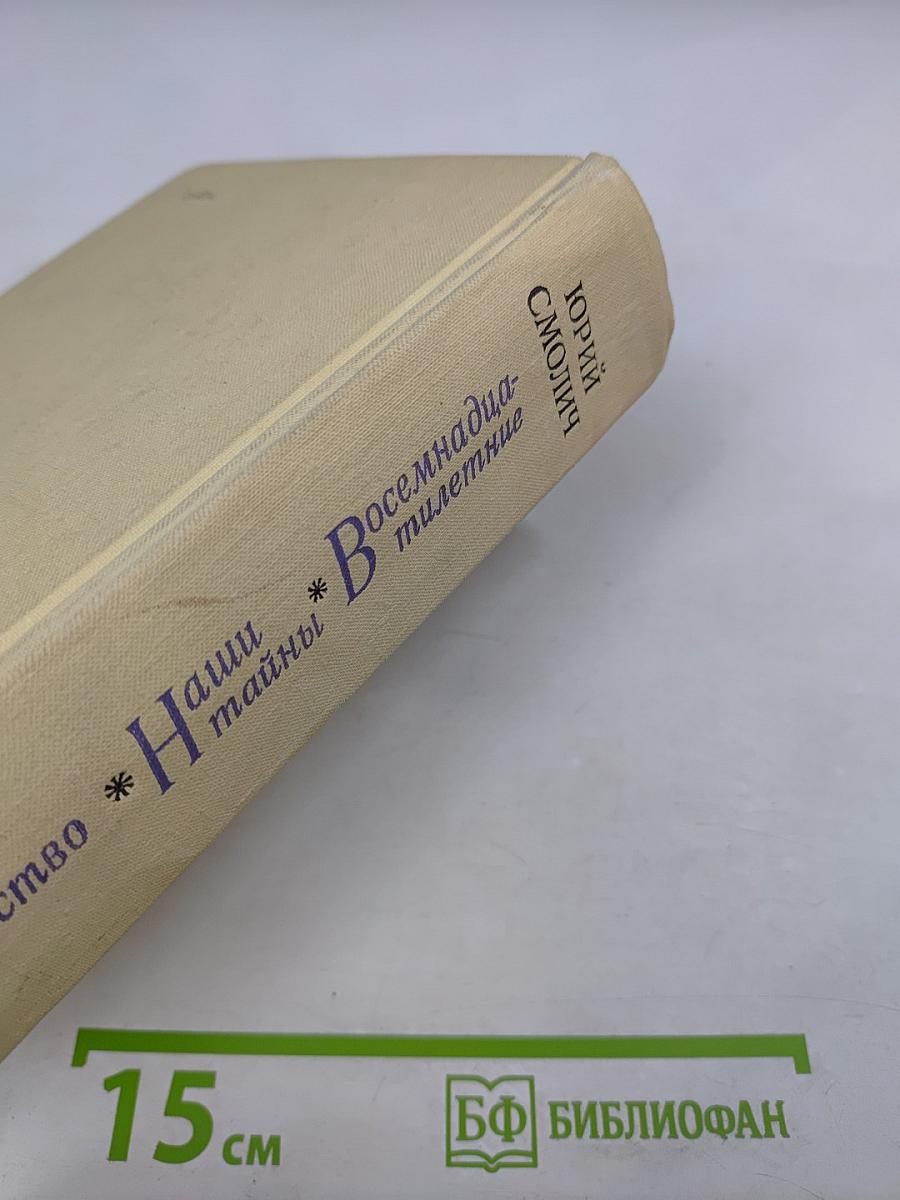 ЮРИЙ
СМОЛИЧ
Восемнадца-
тилетние
*
Наши
тайны
*
ство
15 см
БФ БИБЛИОФАН